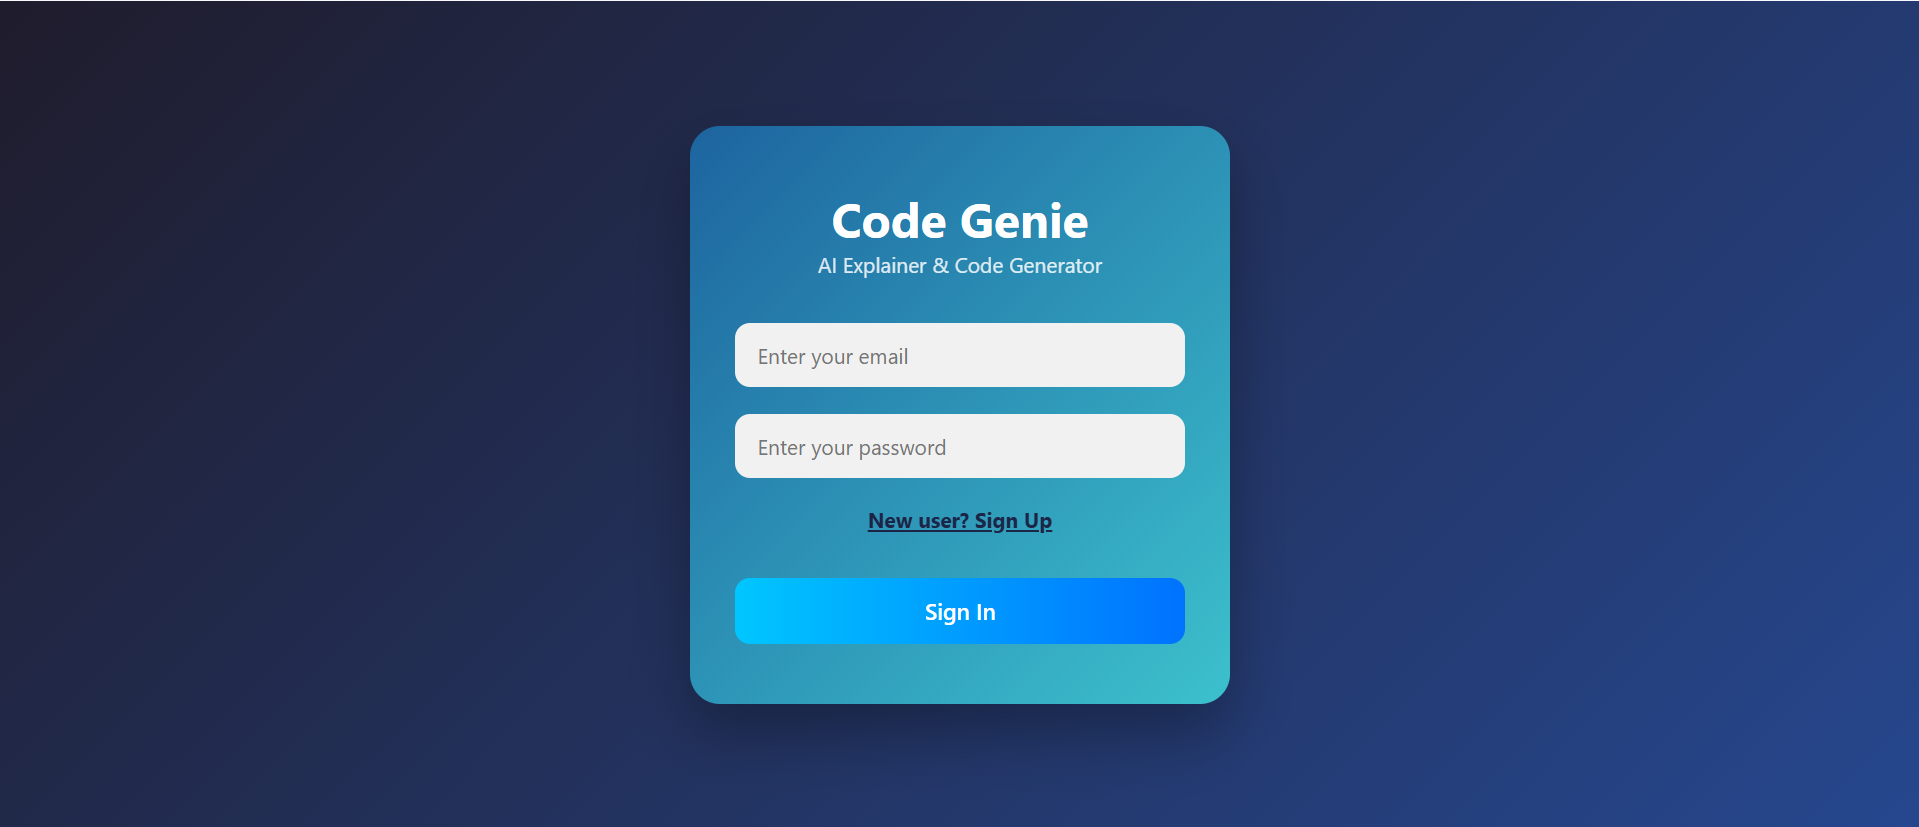 Code Genie
AI Explainer & Code Generator
Enter your email
Enter your password
New user? Sign Up
Sign In